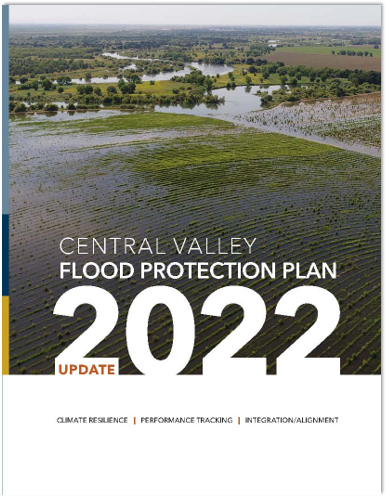 CENTRAL VALLEY
FLOOD PROTECTION PLAN
2022
UPDATE
CLIMATE RESILIENCE | PERFORMANCE TRACKING | INTEGRATION/ALIGNMENT